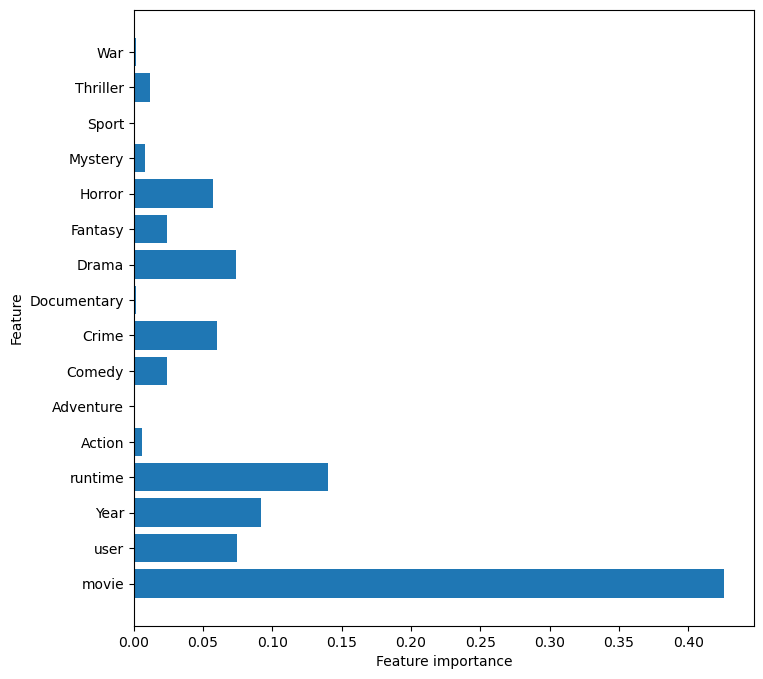 War
Thriller
Sport
Mystery
Horror
Fantasy
Drama
Documentary
Crime
Comedy
Adventure
Action
runtime
Year
user
movie
Feature
0.00 0.05 0.10 0.15 0.20 0.25 0.30 0.35 0.40
Feature importance